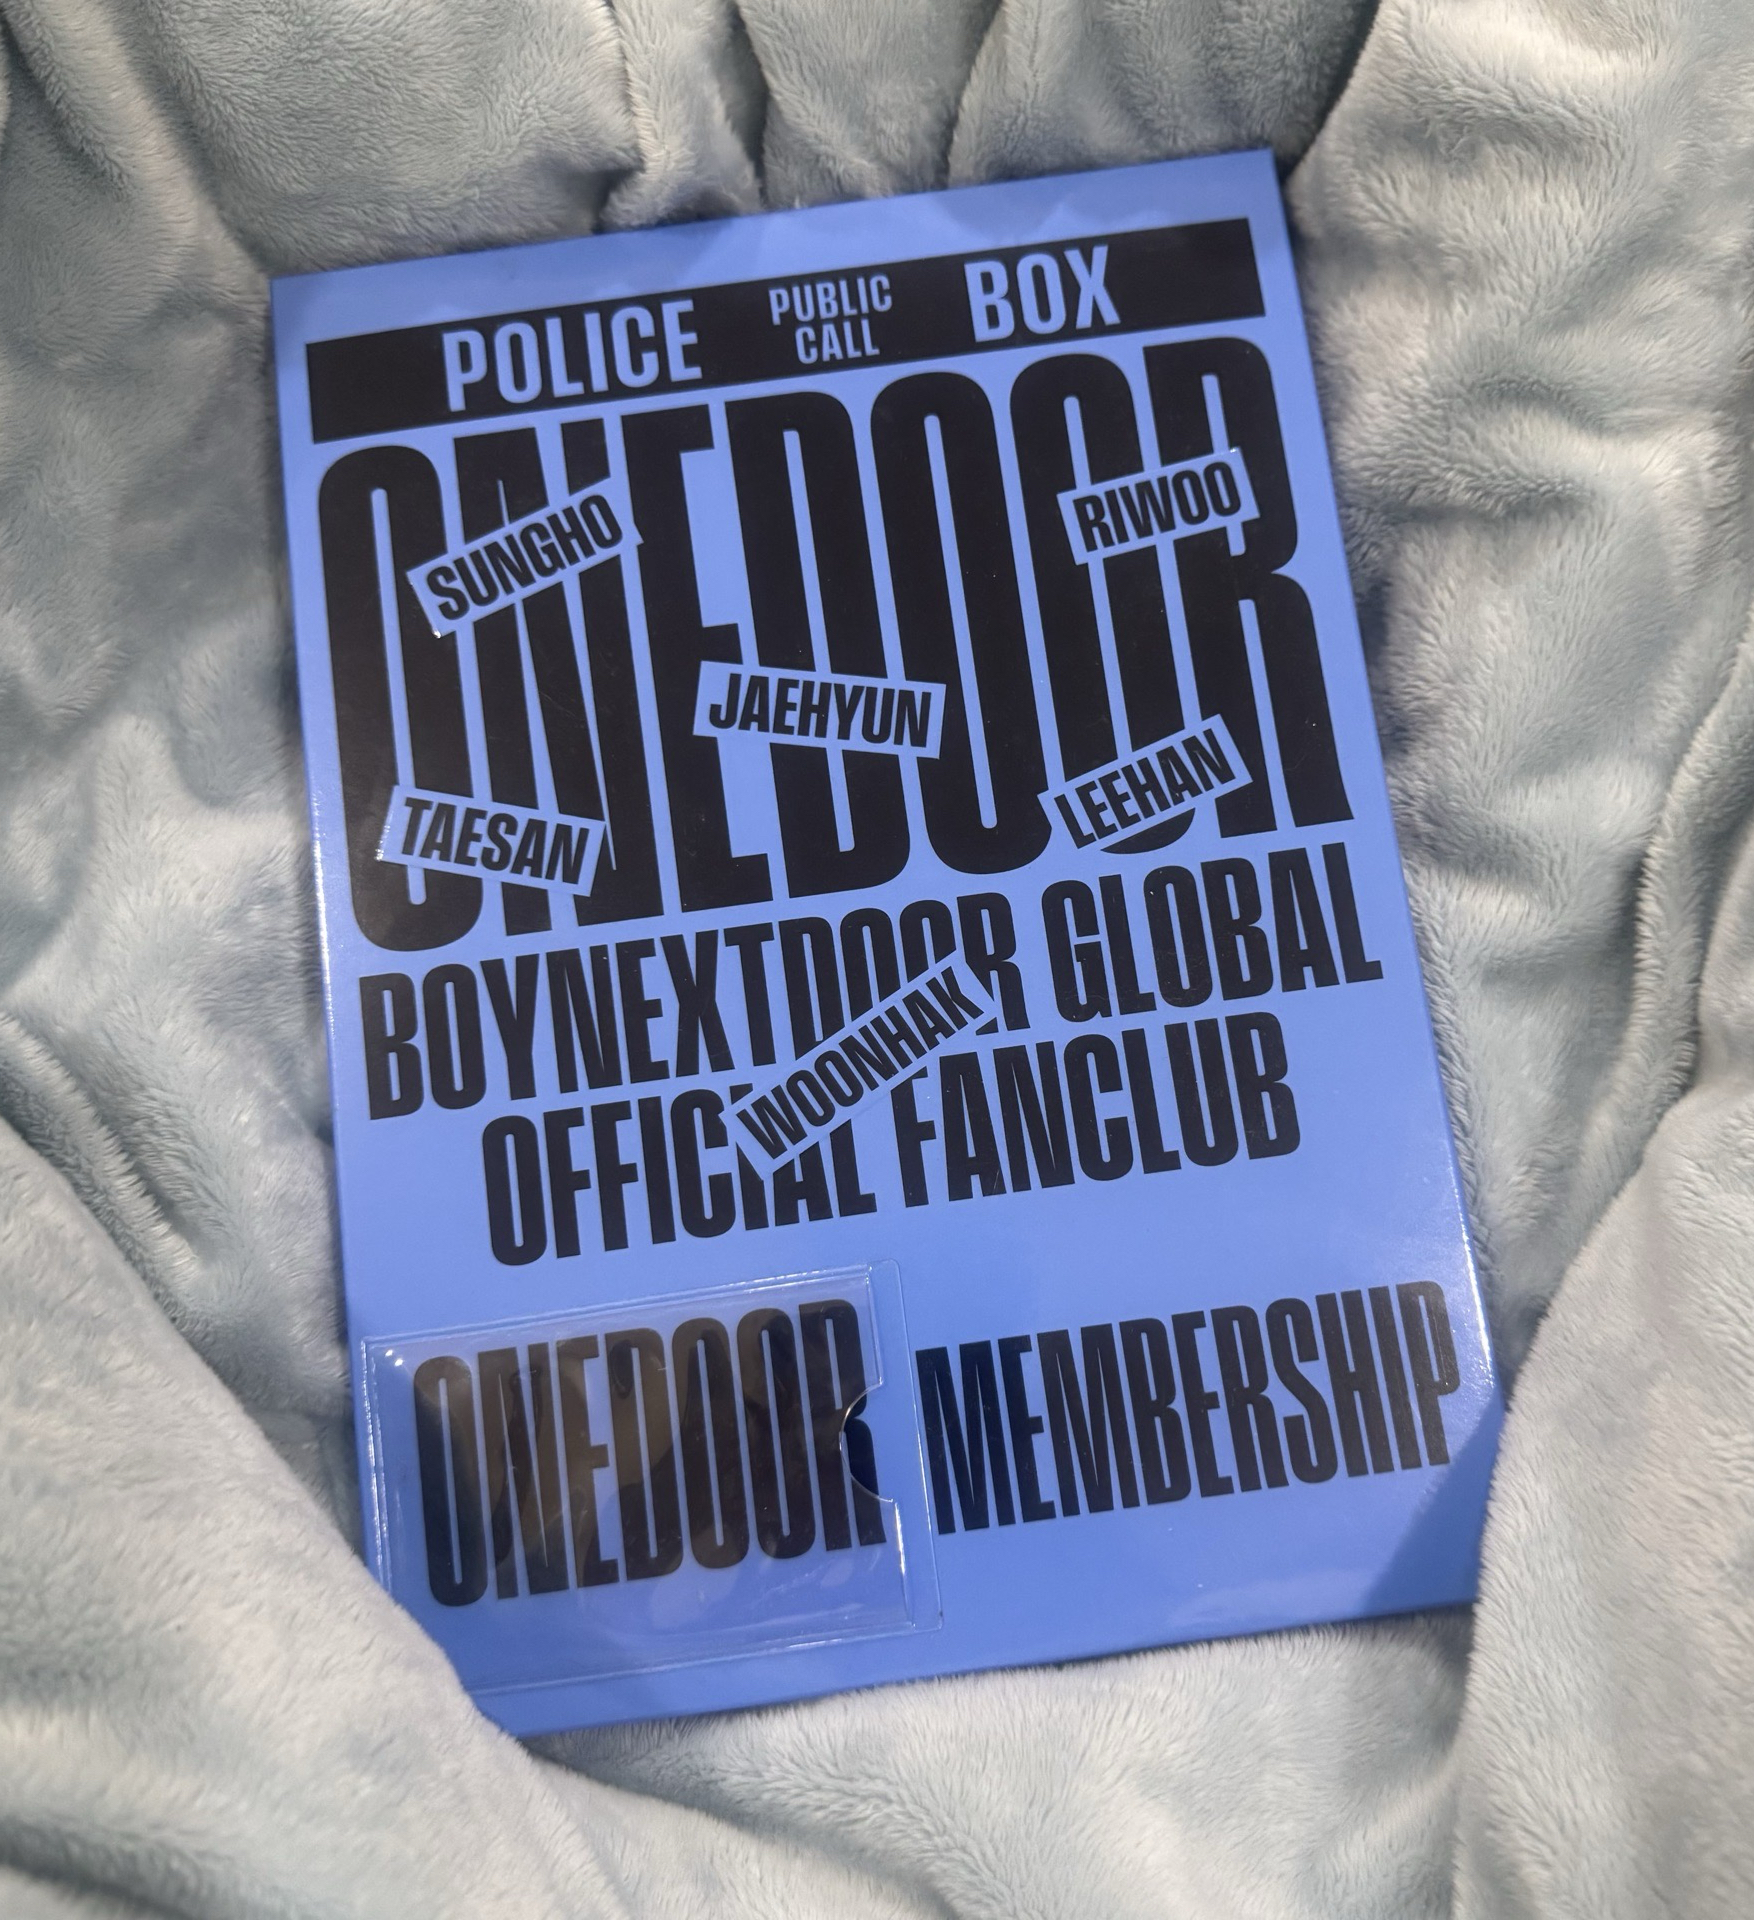 POLICE PUBLIC CALL BOX
ONEDOOR
SUNGHO
RIWOO
JAEHYUN
LEEHAN
TAESAN
BOYNEXTDOOR GLOBAL
WOONHAK
OFFICIAL FANCLUB
ONEDOOR MEMBERSHIP